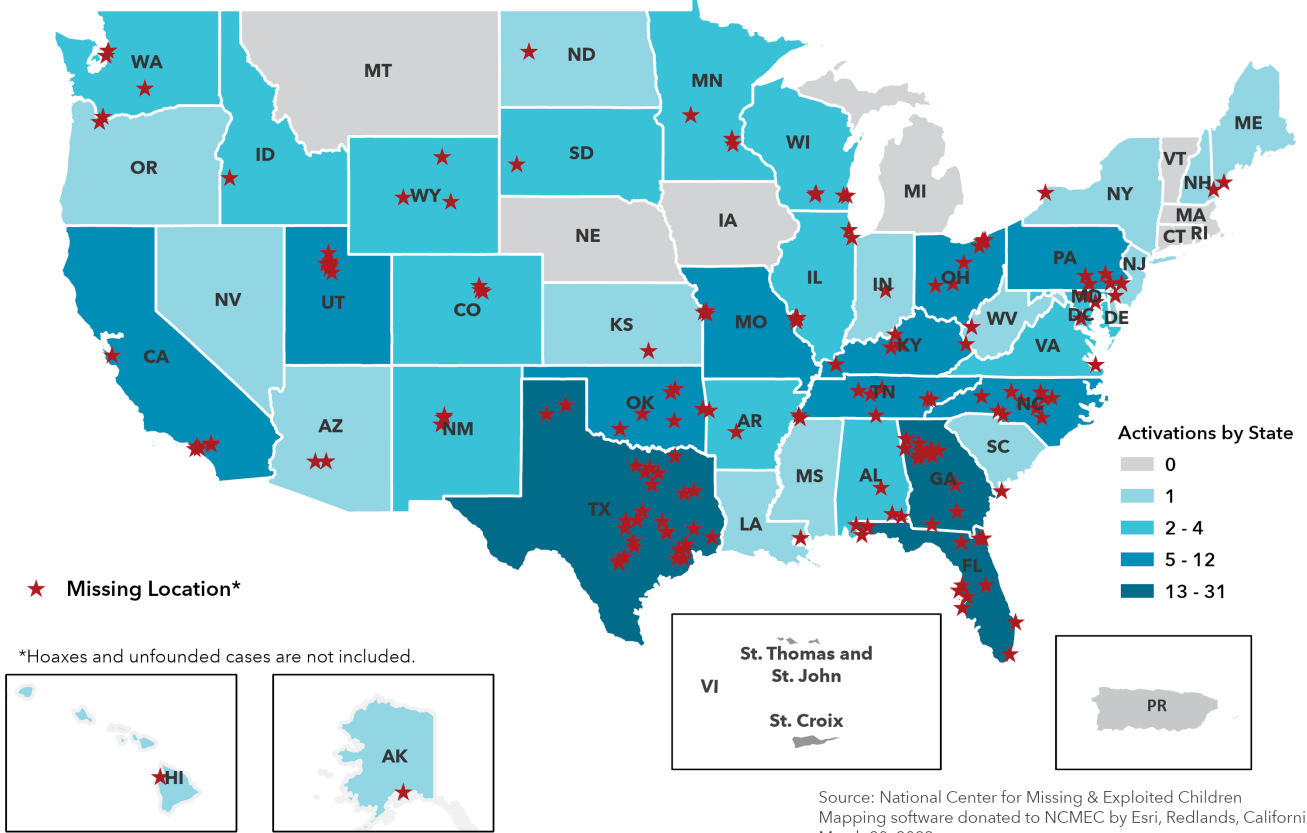 WA
MT
ND
MN
OR
ID
WY
SD
WI
MI
NY
VT
NH
ME
MA
CT RI
NE
IA
PA
NJ
NV
UT
CO
IL
IN
OH
MD
DC
DE
WV
VA
CA
KS
MO
KY
AZ
NM
OK
AR
TN
NC
SC
MS
AL
GA
TX
LA
FL
Activations by State
0
1
2 - 4
5 - 12
13 - 31
Missing Location*
*Hoaxes and unfounded cases are not included.
HI
AK
VI
St. Thomas and
St. John
St. Croix
PR
Source: National Center for Missing & Exploited Children
Mapping software donated to NCMEC by Esri, Redlands, Californi